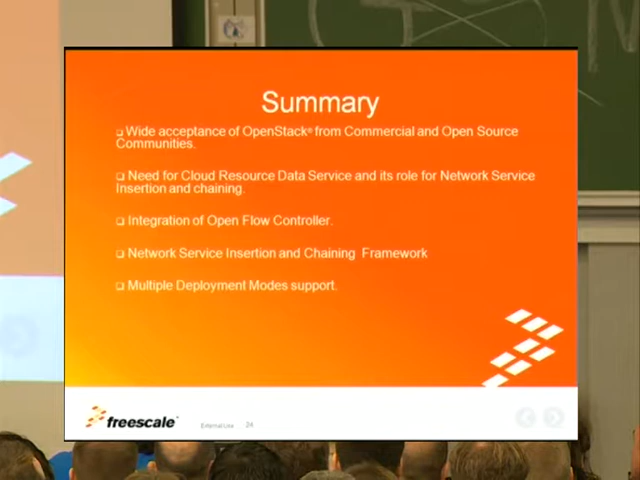 Summary
❑ Wide acceptance of OpenStack® from Commercial and Open Source
Communities.
❑ Need for Cloud Resource Data Service and its role for Network Service
Insertion and chaining.
❑ Integration of Open Flow Controller.
❑ Network Service Insertion and Chaining Framework
❑ Multiple Deployment Modes support.
freescale
External Use 24